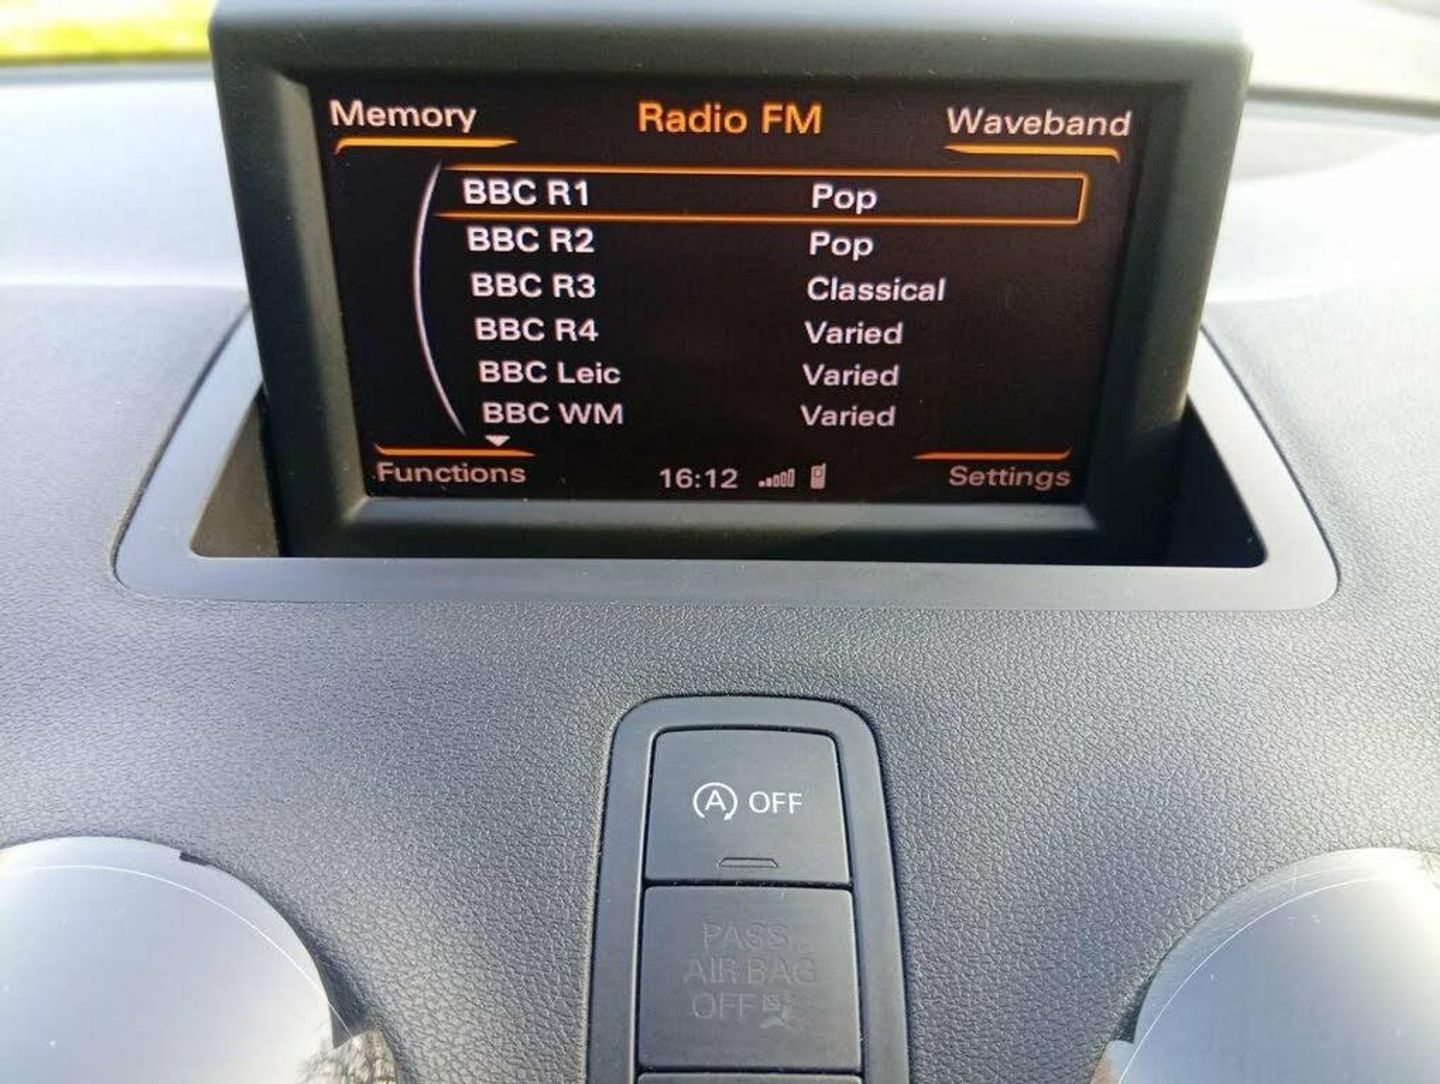 Memory Radio FM Waveband
BBC R1 Pop
BBC R2 Pop
BBC R3 Classical
BBC R4 Varied
BBC Leic Varied
BBC WM Varied
Functions 16:12 Settings
A OFF
PASS.
AIR BAG
OFF